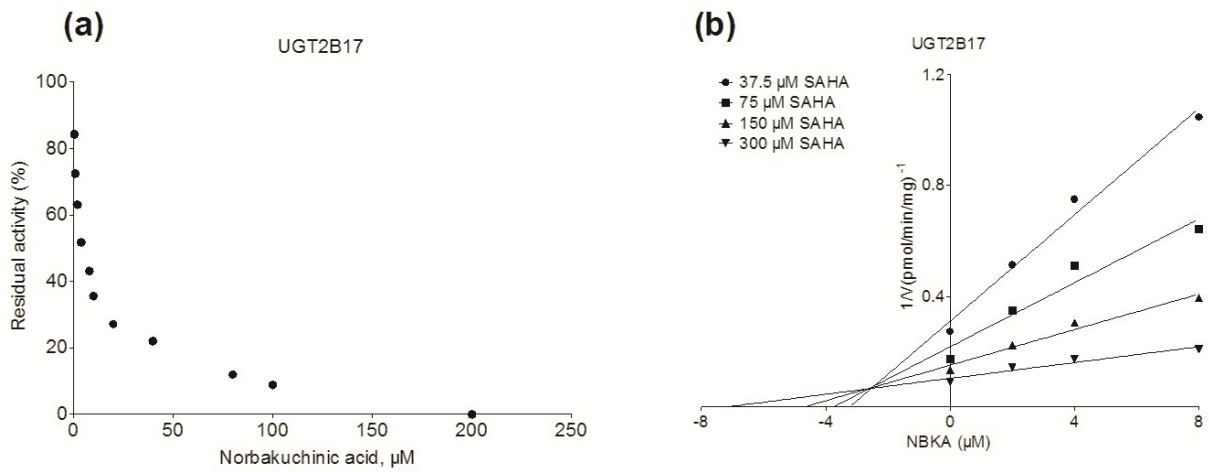 (a)
UGT2B17
Residual activity (%)
100
80
60
40
20
0
0 50 100 150 200 250
Norbakuchinic acid, µM
(b)
UGT2B17
37.5 µM SAHA
75 µM SAHA
150 µM SAHA
300 µM SAHA
1/V(pmol/min/mg) -1
1.2
0.8
0.4
-8 -4 0 4 8
NBKA (µM)